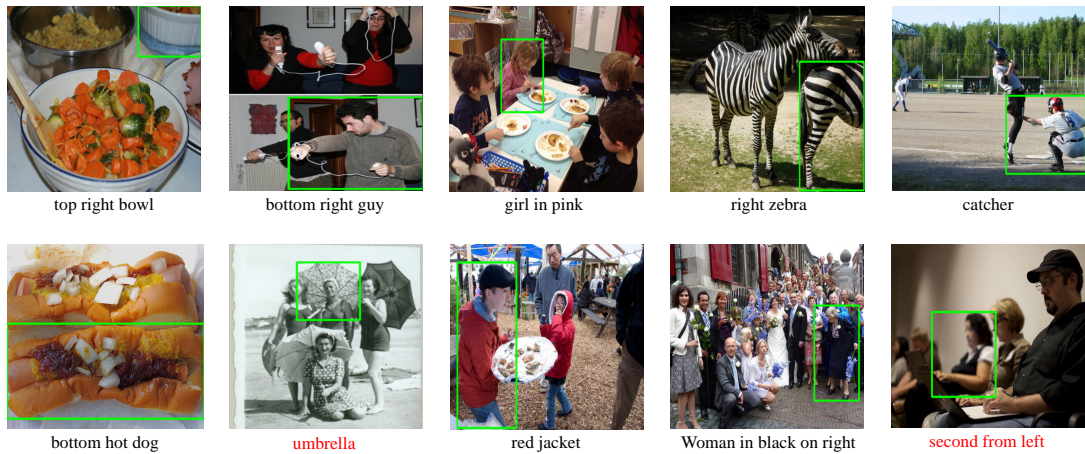 top right bowl
bottom right guy
girl in pink
right zebra
catcher
bottom hot dog
umbrella
red jacket
Woman in black on right
second from left